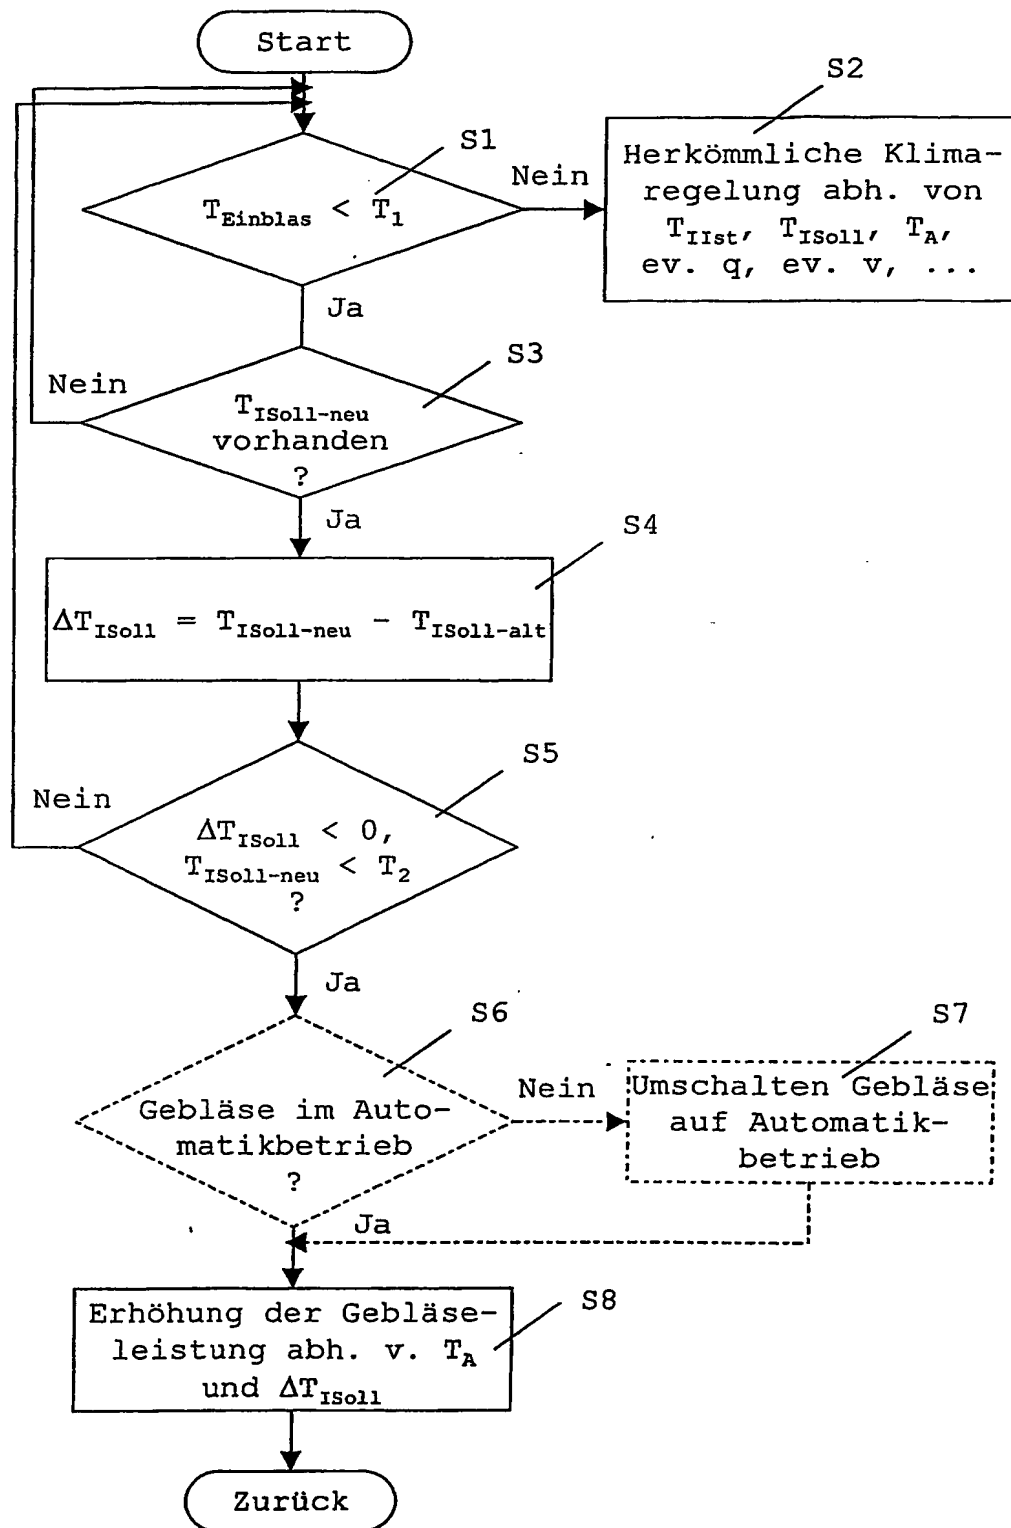 Start
S2
S1
Herkömmliche Klima-
regelung abh. von
T_IIst, T_ISoll, T_A,
ev. q, ev. v, ...
Nein
T_Einblas < T_1
Ja
S3
Nein
T_ISoll-neu
vorhanden
?
Ja
S4
ΔT_ISoll = T_ISoll-neu - T_ISoll-alt
S5
Nein
ΔT_ISoll < 0,
T_ISoll-neu < T_2
?
Ja
S6
S7
Nein
Umschalten Gebläse
auf Automatik-
betrieb
Gebläse im Auto-
matikbetrieb
?
Ja
S8
Erhöhung der Gebläse-
leistung abh. v. T_A
und ΔT_ISoll
Zurück